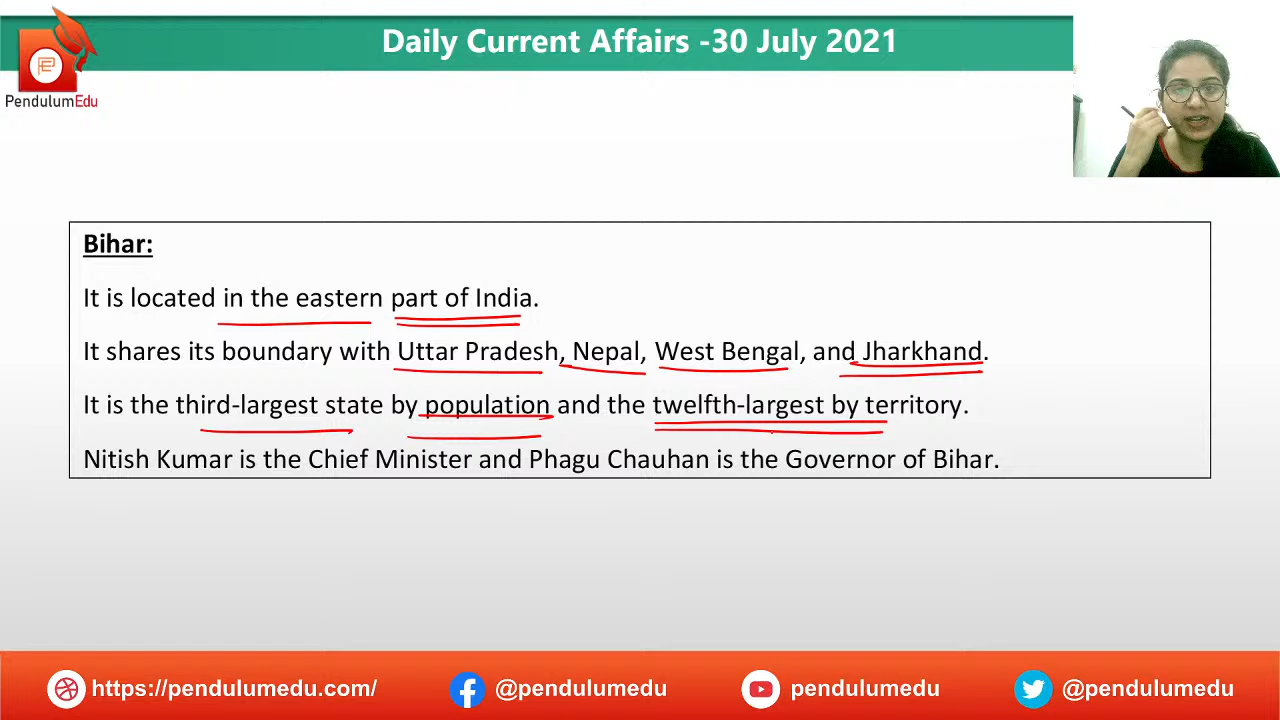 Daily Current Affairs -30 July 2021
PendulumEdu
Bihar:
It is located in the eastern part of India.
It shares its boundary with Uttar Pradesh, Nepal, West Bengal, and Jharkhand.
It is the third-largest state by population and the twelfth-largest by territory.
Nitish Kumar is the Chief Minister and Phagu Chauhan is the Governor of Bihar.
https://pendulumedu.com/ @pendulumedu pendulumedu @pendulumedu